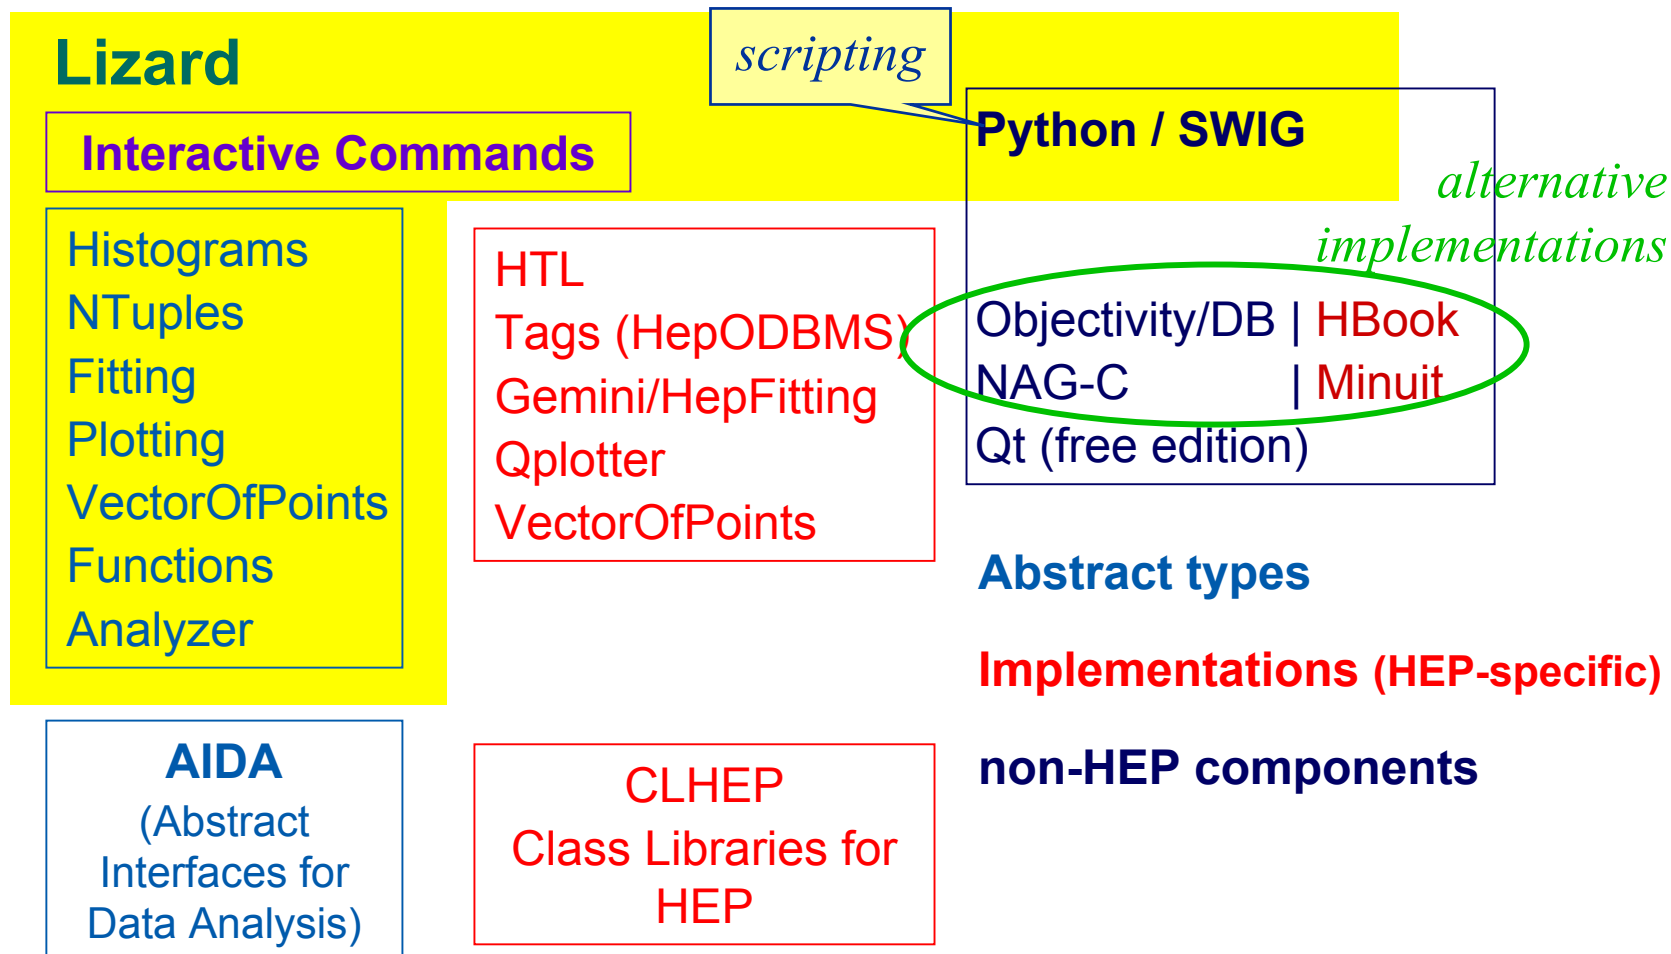 Lizard
scripting
Interactive Commands
Python / SWIG
alternative
implementations
Histograms
NTuples
Fitting
Plotting
VectorOfPoints
Functions
Analyzer
HTL
Tags (HepODBMS)
Gemini/HepFitting
Qplotter
VectorOfPoints
Objectivity/DB | HBook
NAG-C | Minuit
Qt (free edition)
Abstract types
Implementations (HEP-specific)
non-HEP components
AIDA
(Abstract
Interfaces for
Data Analysis)
CLHEP
Class Libraries for
HEP